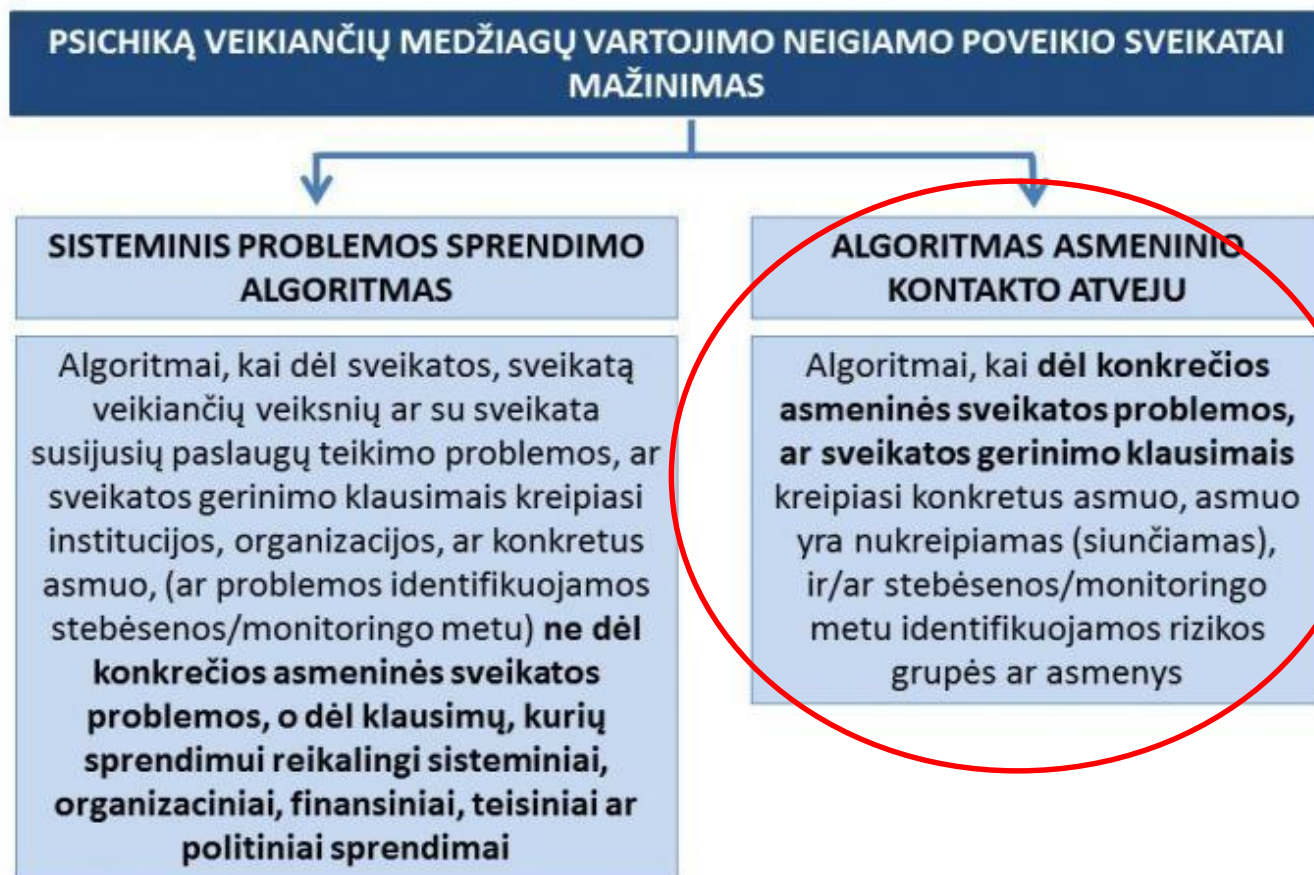 PSICHIKĄ VEIKIANČIŲ MEDŽIAGŲ VARTOJIMO NEIGIAMO POVEIKIO SVEIKATAI
MAŽINIMAS
SISTEMINIS PROBLEMOS SPRENDIMO
ALGORITMAS
Algoritmai, kai dėl sveikatos, sveikatą
veikiančių veiksnių ar su sveikata
susijusių paslaugų teikimo problemos, ar
sveikatos gerinimo klausimais kreipiasi
institucijos, organizacijos, ar konkretus
asmuo, (ar problemos identifikuojamos
stebėsenos/monitoringo metu) ne dėl
konkrečios asmeninės sveikatos
problemos, o dėl klausimų, kurių
sprendimui reikalingi sisteminiai,
organizaciniai, finansiniai, teisiniai ar
politiniai sprendimai
ALGORITMAS ASMENINIO
KONTAKTO ATVEJU
Algoritmai, kai dėl konkrečios
asmeninės sveikatos problemos,
ar sveikatos gerinimo klausimais
kreipiasi konkretus asmuo, asmuo
yra nukreipiamas (siunčiamas),
ir/ar stebėsenos/monitoringo
metu identifikuojamos rizikos
grupės ar asmenys